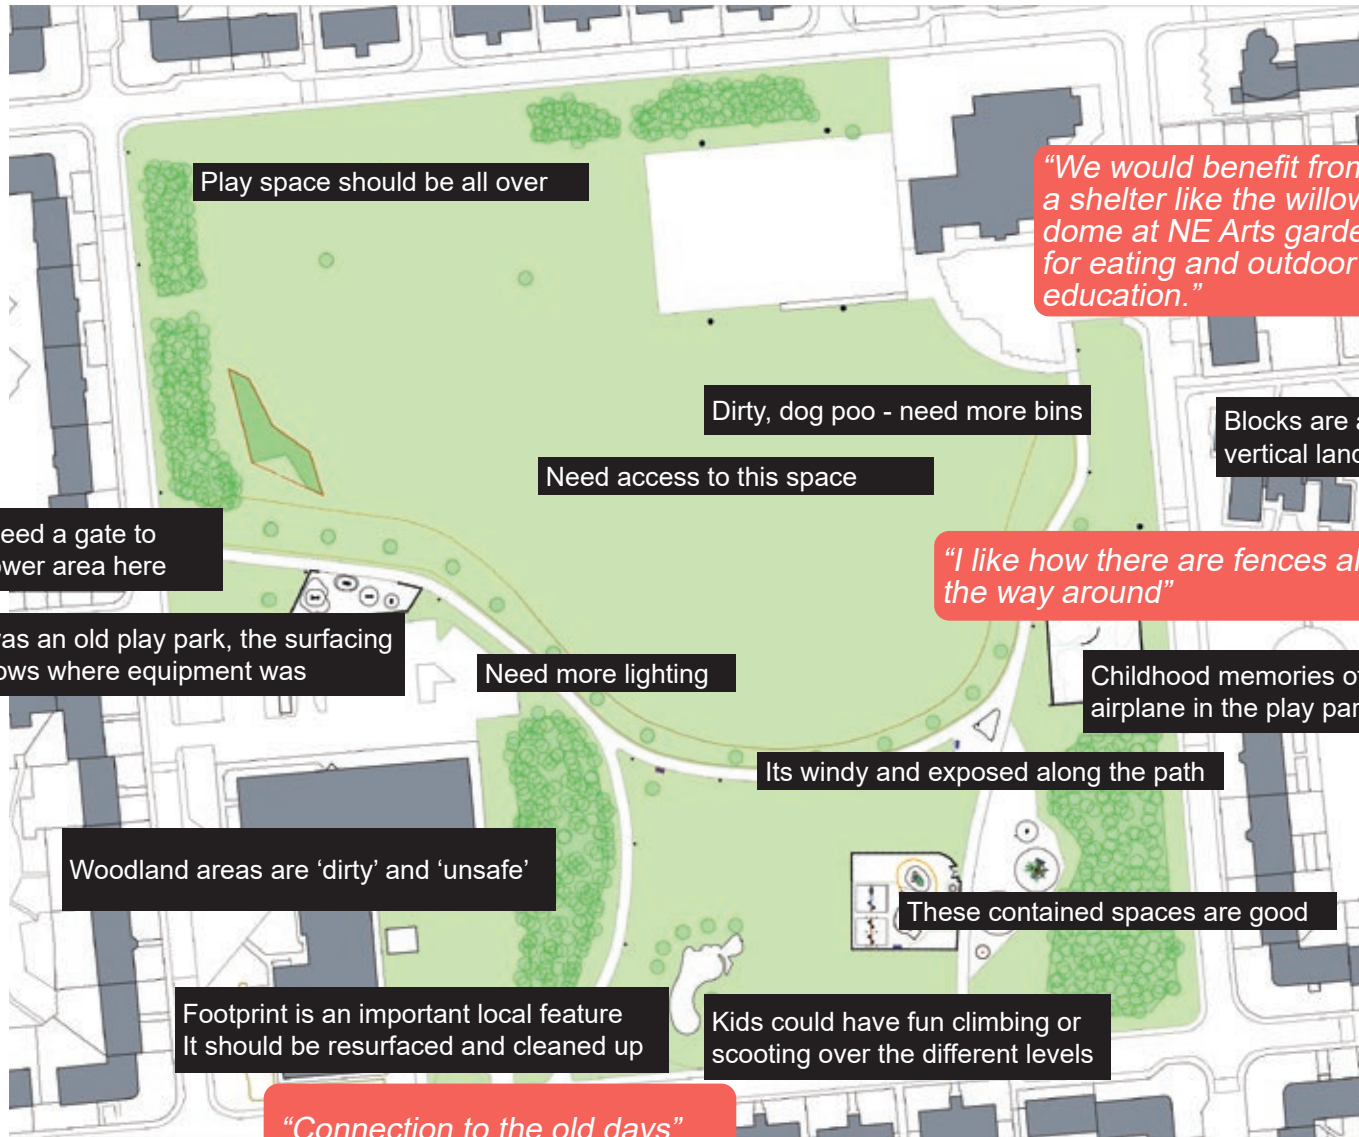 Play space should be all over
“We would benefit from
a shelter like the willow
dome at NE Arts garde
for eating and outdoor
education.”
Dirty, dog poo - need more bins
Blocks are a
vertical land
Need access to this space
eed a gate to
ower area here
“I like how there are fences al
the way around”
as an old play park, the surfacing
ows where equipment was
Need more lighting
Childhood memories of
airplane in the play par
Its windy and exposed along the path
Woodland areas are ‘dirty’ and ‘unsafe’
These contained spaces are good
Footprint is an important local feature
It should be resurfaced and cleaned up
Kids could have fun climbing or
scooting over the different levels
“Connection to the old days”